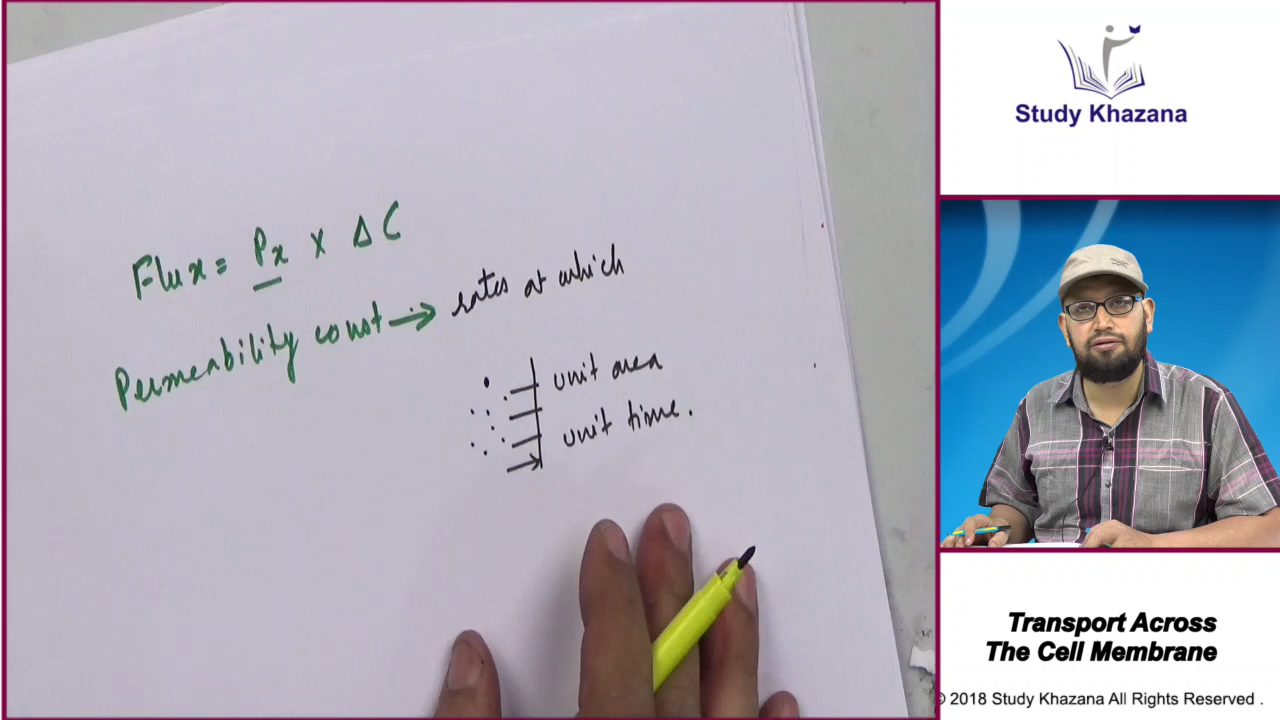 Flux = Px x Δ C
Permeability const → rates at which
unit area
unit time.
Study Khazana
Transport Across
The Cell Membrane
© 2018 Study Khazana All Rights Reserved .